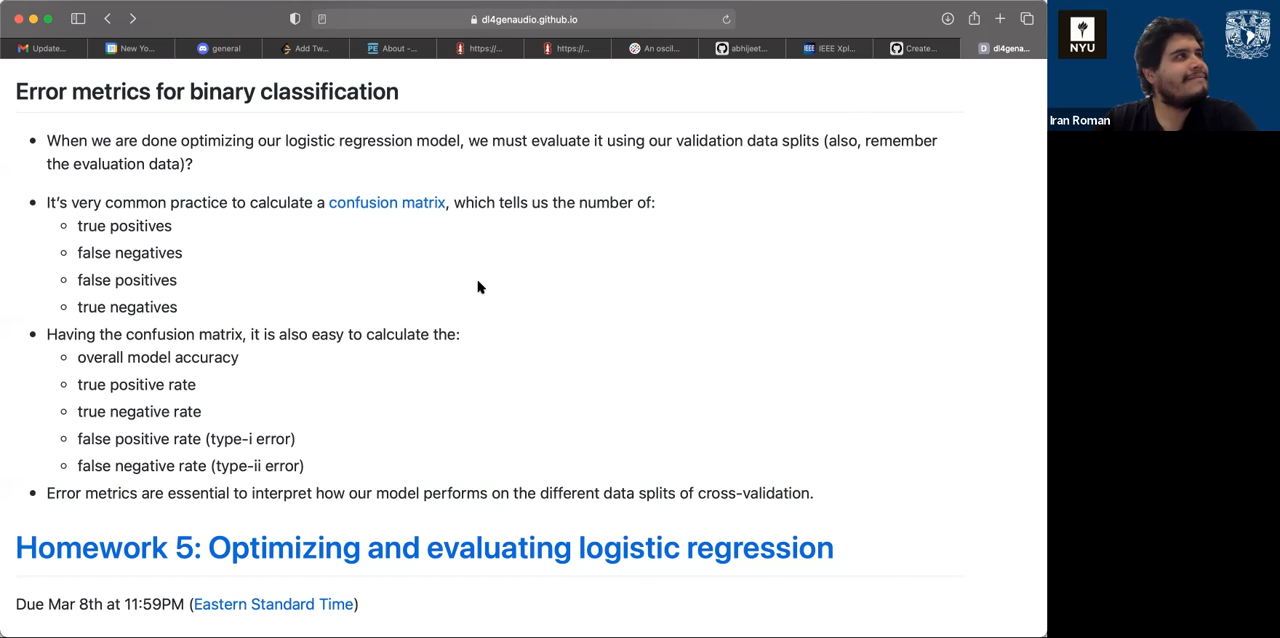 dl4genaudio.github.io
Update...
New Yo...
general
Add Tw...
About -...
https://...
https://...
An oscil...
abhijeet...
IEEE Xpl...
Create...
dl4gena...
NYU
Iran Roman
Error metrics for binary classification
When we are done optimizing our logistic regression model, we must evaluate it using our validation data splits (also, remember
the evaluation data)?
It's very common practice to calculate a confusion matrix, which tells us the number of:
true positives
false negatives
false positives
true negatives
Having the confusion matrix, it is also easy to calculate the:
overall model accuracy
true positive rate
true negative rate
false positive rate (type-i error)
false negative rate (type-ii error)
Error metrics are essential to interpret how our model performs on the different data splits of cross-validation.
Homework 5: Optimizing and evaluating logistic regression
Due Mar 8th at 11:59PM (Eastern Standard Time)